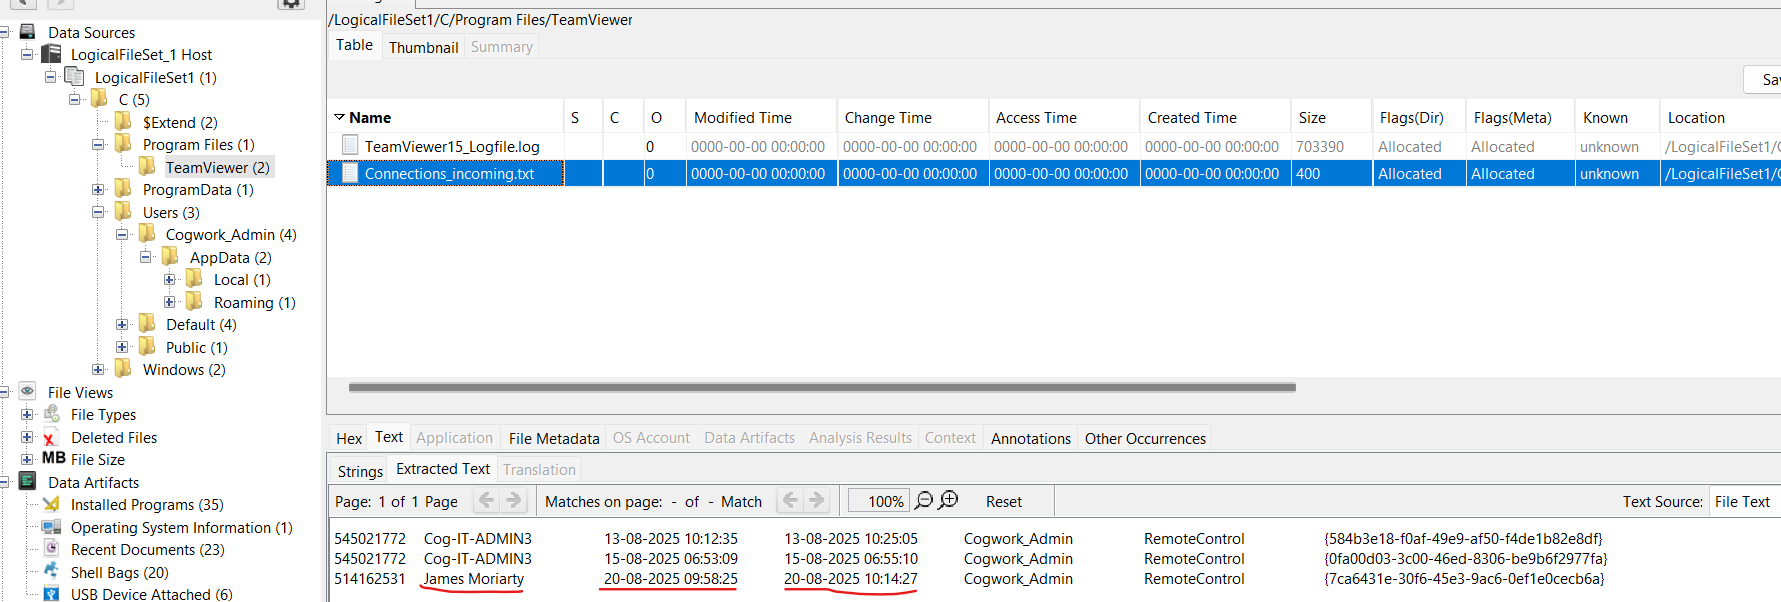 /LogicalFileSet1/C/Program Files/TeamViewer
Table Thumbnail Summary
Data Sources
LogicalFileSet_1 Host
LogicalFileSet1 (1)
C (5)
$Extend (2)
Program Files (1)
TeamViewer (2)
ProgramData (1)
Users (3)
Cogwork_Admin (4)
AppData (2)
Local (1)
Roaming (1)
Default (4)
Public (1)
Windows (2)
File Views
File Types
Deleted Files
MB File Size
Data Artifacts
Installed Programs (35)
Operating System Information (1)
Recent Documents (23)
Shell Bags (20)
USB Device Attached (6)
Name S C O Modified Time Change Time Access Time Created Time Size Flags(Dir) Flags(Meta) Known Location
TeamViewer15_Logfile.log 0 0000-00-00 00:00:00 0000-00-00 00:00:00 0000-00-00 00:00:00 0000-00-00 00:00:00 703390 Allocated Allocated unknown /LogicalFileSet1/
Connections_incoming.txt 0 0000-00-00 00:00:00 0000-00-00 00:00:00 0000-00-00 00:00:00 0000-00-00 00:00:00 400 Allocated Allocated unknown /LogicalFileSet1/
Hex Text Application File Metadata OS Account Data Artifacts Analysis Results Context Annotations Other Occurrences
Strings Extracted Text Translation
Page: 1 of 1 Page Matches on page: - of - Match 100% Reset Text Source: File Text
545021772 Cog-IT-ADMIN3 13-08-2025 10:12:35 13-08-2025 10:25:05 Cogwork_Admin RemoteControl {584b3e18-f0af-49e9-af50-f4de1b82e8df}
545021772 Cog-IT-ADMIN3 15-08-2025 06:53:09 15-08-2025 06:55:10 Cogwork_Admin RemoteControl {0fa00d03-3c00-46ed-8306-be9b6f2977fa}
514162531 James Moriarty 20-08-2025 09:58:25 20-08-2025 10:14:27 Cogwork_Admin RemoteControl {7ca6431e-30f6-45e3-9ac6-0ef1e0cecb6a}